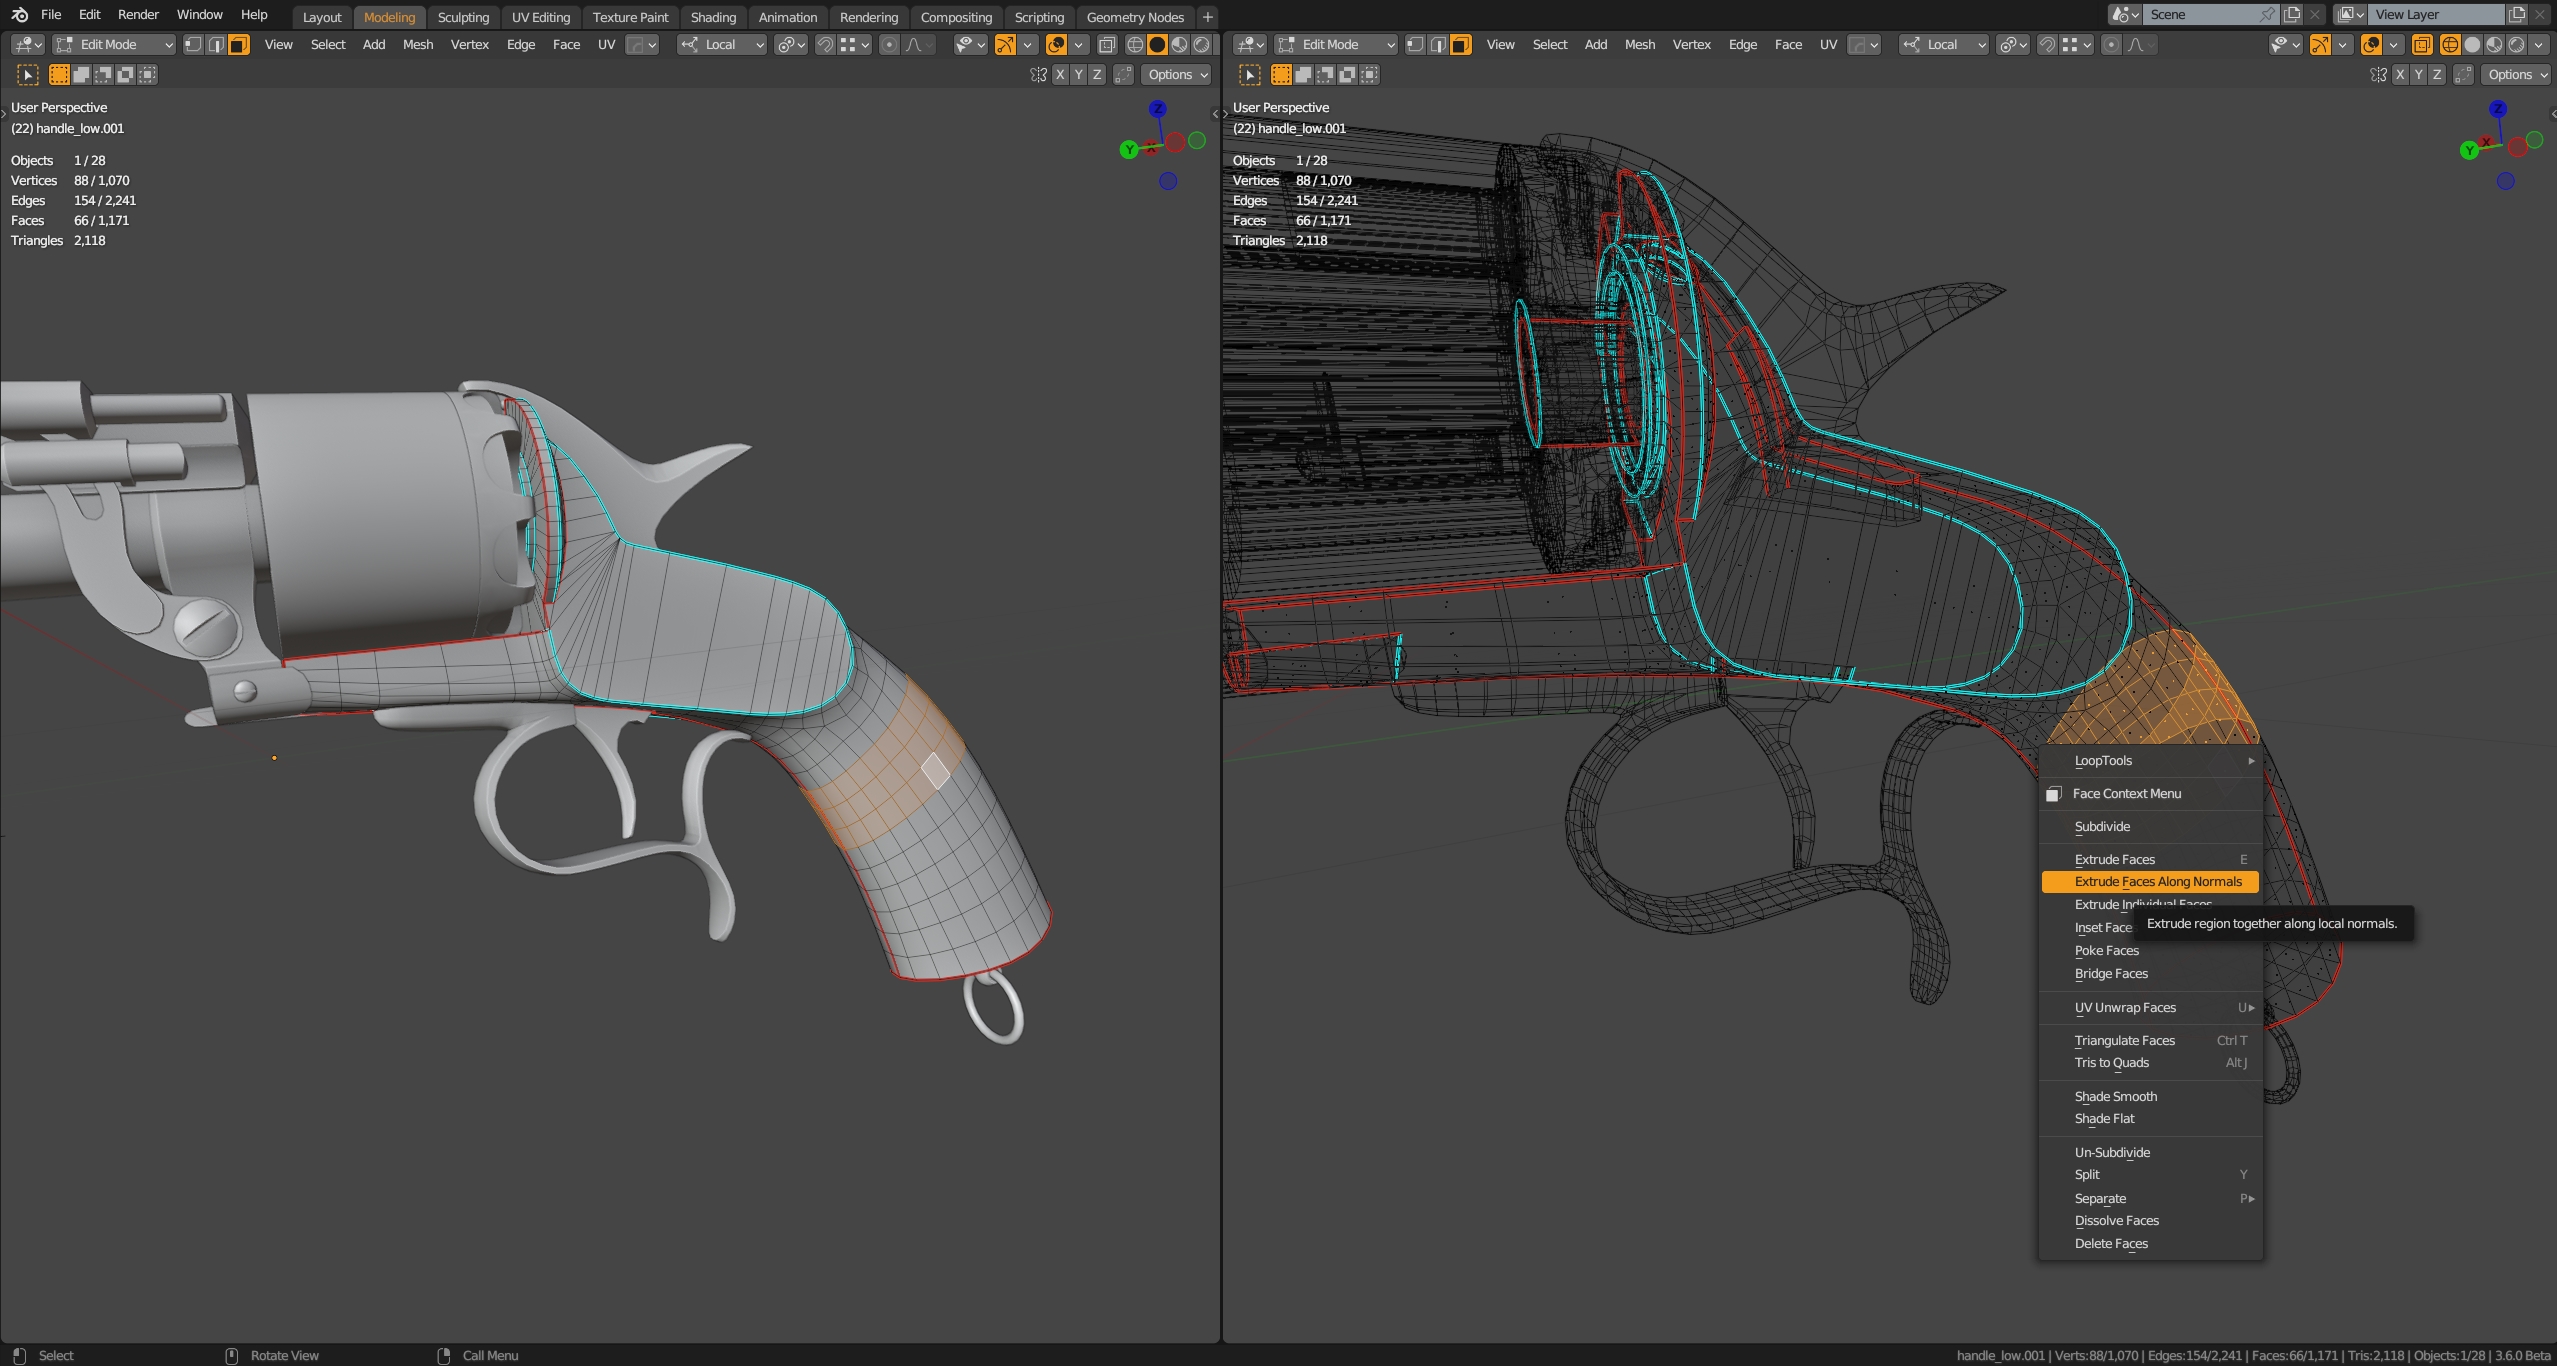 File Edit Render Window Help Layout Modeling Sculpting UV Editing Texture Paint Shading Animation Rendering Compositing Scripting Geometry Nodes + Scene View Layer
Edit Mode View Select Add Mesh Vertex Edge Face UV Local
Edit Mode View Select Add Mesh Vertex Edge Face UV Local
X Y Z Options
X Y Z Options
User Perspective
(22) handle_low.001
Objects 1 / 28
Vertices 88 / 1,070
Edges 154 / 2,241
Faces 66 / 1,171
Triangles 2,118
Z
Y X
User Perspective
(22) handle_low.001
Objects 1 / 28
Vertices 88 / 1,070
Edges 154 / 2,241
Faces 66 / 1,171
Triangles 2,118
Z
Y X
LoopTools
Face Context Menu
Subdivide
Extrude Faces E
Extrude Faces Along Normals
Extrude Individual Faces
Extrude region together along local normals.
Inset Face
Poke Faces
Bridge Faces
UV Unwrap Faces U
Triangulate Faces Ctrl T
Tris to Quads Alt J
Shade Smooth
Shade Flat
Un-Subdivide
Split Y
Separate P
Dissolve Faces
Delete Faces
Select Rotate View Call Menu
handle_low.001 | Verts:88/1,070 | Edges:154/2,241 | Faces:66/1,171 | Tris:2,118 | Objects:1/28 | 3.6.0 Beta